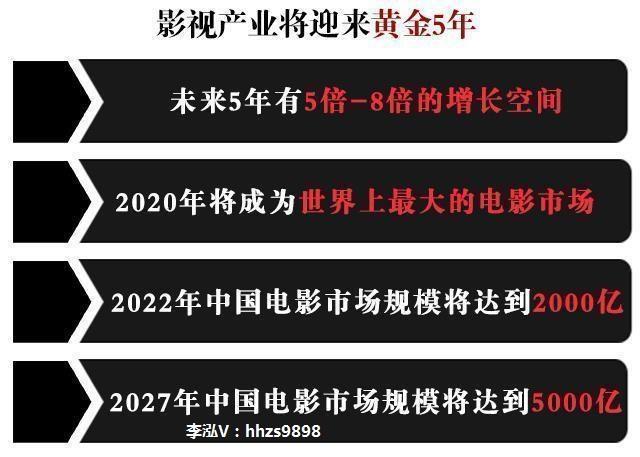 影视产业将迎来黄金5年
未来5年有5倍-8倍的增长空间
2020年将成为世界上最大的电影市场
2022年中国电影市场规模将达到2000亿
2027年中国电影市场规模将达到5000亿
李泓V：hhzs9898